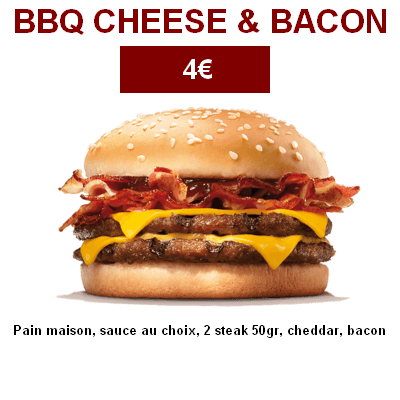 BBQ CHEESE & BACON
4€
Pain maison, sauce au choix, 2 steak 50gr, cheddar, bacon